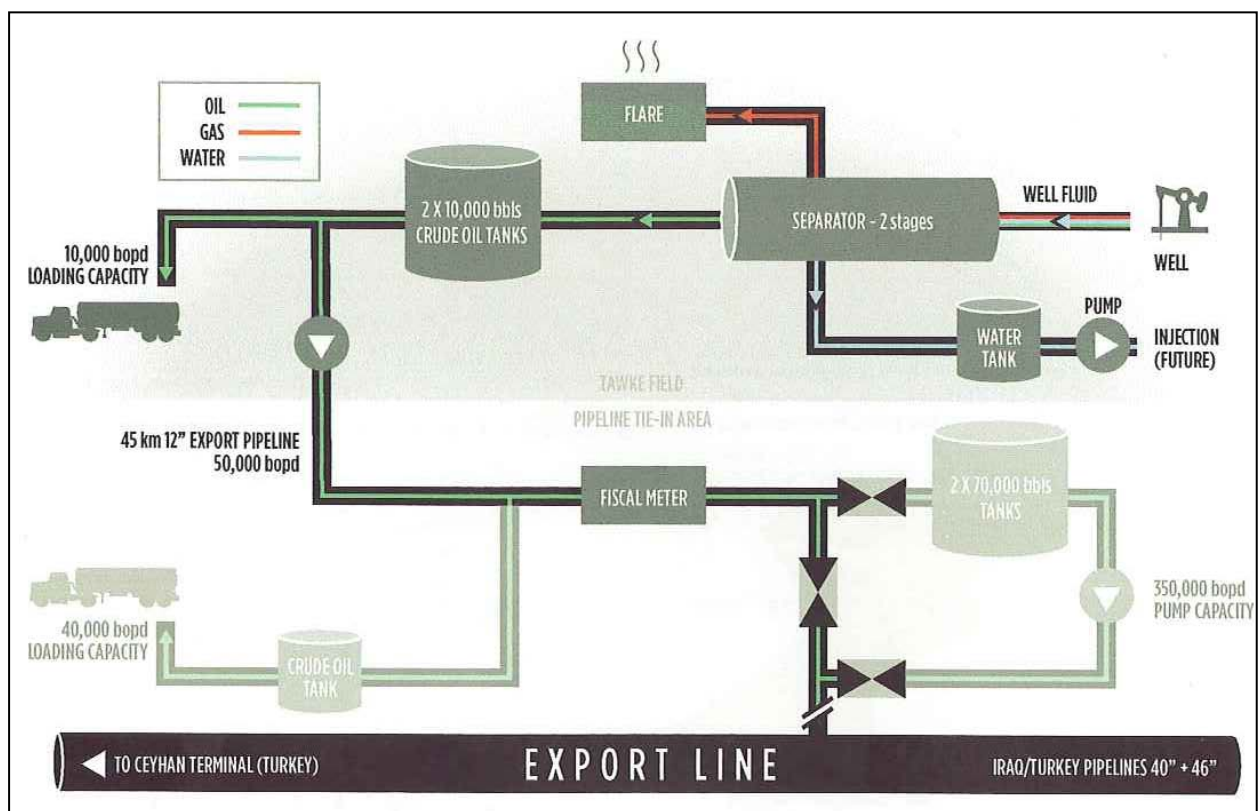 OIL
GAS
WATER
FLARE
2 X 10,000 bbls
CRUDE OIL TANKS
SEPARATOR – 2 stages
WELL FLUID
WELL
10,000 bopd
LOADING CAPACITY
WATER
TANK
PUMP
INJECTION
(FUTURE)
TAWKE FIELD
PIPELINE TIE-IN AREA
45 km 12” EXPORT PIPELINE
50,000 bopd
FISCAL METER
2 X 70,000 bbls
TANKS
350,000 bopd
PUMP CAPACITY
40,000 bopd
LOADING CAPACITY
CRUDE OIL
TANK
TO CEYHAN TERMINAL (TURKEY)
EXPORT LINE
IRAQ/TURKEY PIPELINES 40” + 46”